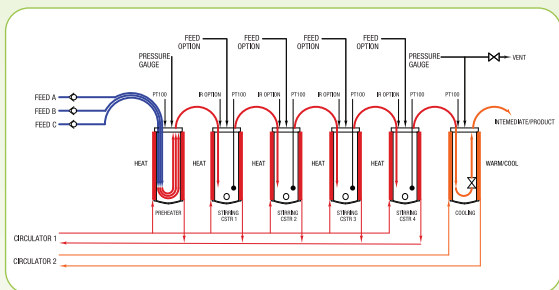 FEED
OPTION
FEED
OPTION
FEED
OPTION
FEED
OPTION
PRESSURE
GAUGE
PRESSURE
GAUGE
VENT
FEED A
FEED B
FEED C
PT100
IR OPTION
PT100
IR OPTION
PT100
IR OPTION
PT100
IR OPTION
PT100
PT100
INTEMEDIATE/PRODUCT
HEAT
HEAT
HEAT
HEAT
HEAT
WARM/COOL
PREHEATER
STIRRING
CSTR 1
STIRRING
CSTR 2
STIRRING
CSTR 3
STIRRING
CSTR 4
COOLING
CIRCULATOR 1
CIRCULATOR 2